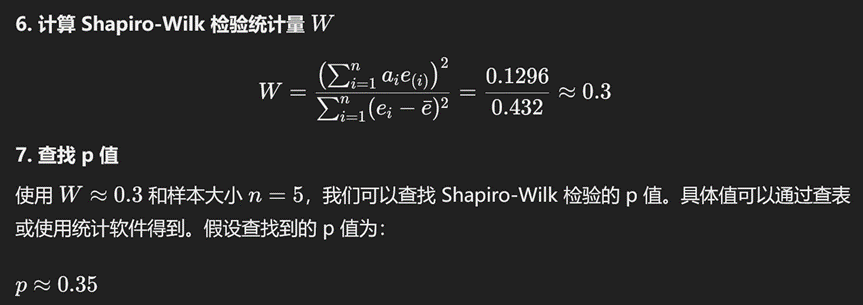 6. 计算 Shapiro-Wilk 检验统计量 W
W = \frac{\left(\sum_{i=1}^{n} a_i e_{(i)}\right)^2}{\sum_{i=1}^{n} (e_i - \bar{e})^2} = \frac{0.1296}{0.432} ≈ 0.3
7. 查找 p 值
使用 W ≈ 0.3 和样本大小 n = 5，我们可以查找 Shapiro-Wilk 检验的 p 值。具体值可以通过查表
或使用统计软件得到。假设查找到的 p 值为：
p ≈ 0.35